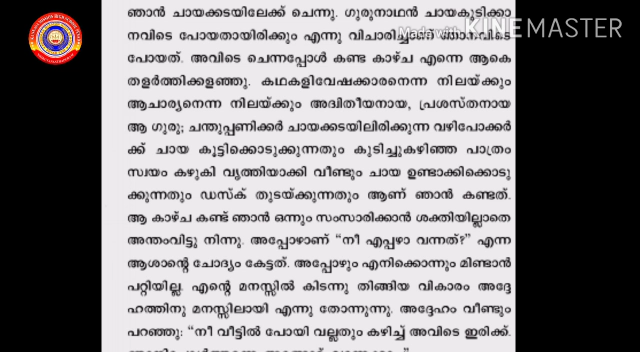 ഞാൻ ചായക്കടയിലേക്ക് ചെന്നു. ഗുരുനാഥൻ ചായകുടിക്കാ
നവിടെ പോയതായിരിക്കും എന്നു വിചാരിച്ചാണ് ഞാനവിടെ
Made with KINEMASTER
പോയത്. അവിടെ ചെന്നപ്പോൾ കണ്ട കാഴ്ച എന്നെ ആകെ
തളർത്തിക്കളഞ്ഞു. കഥകളിവേഷക്കാരനെന്ന നിലയ്ക്കും
ആചാര്യനെന്ന നിലയ്ക്കും അദ്വിതീയനായ, പ്രശസ്തനായ
ആ ഗുരു; ചന്തുപ്പണിക്കർ ചായക്കടയിലിരിക്കുന്ന വഴിപോക്കർ
ക്ക് ചായ കൂട്ടിക്കൊടുക്കുന്നതും കുടിച്ചുകഴിഞ്ഞ പാത്രം
സ്വയം കഴുകി വൃത്തിയാക്കി വീണ്ടും ചായ ഉണ്ടാക്കിക്കൊടു
ക്കുന്നതും ഡസ്ക് തുടയ്ക്കുന്നതും ആണ് ഞാൻ കണ്ടത്.
ആ കാഴ്ച കണ്ട് ഞാൻ ഒന്നും സംസാരിക്കാൻ ശക്തിയില്ലാതെ
അന്തംവിട്ടു നിന്നു. അപ്പോഴാണ് “നീ എപ്പഴാ വന്നത്?” എന്ന
ആശാന്റെ ചോദ്യം കേട്ടത്. അപ്പോഴും എനിക്കൊന്നും മിണ്ടാൻ
പറ്റിയില്ല. എന്റെ മനസ്സിൽ കിടന്നു തിങ്ങിയ വികാരം അദ്ദേ
ഹത്തിനു മനസ്സിലായി എന്നു തോന്നുന്നു. അദ്ദേഹം വീണ്ടും
പറഞ്ഞു: “നീ വീട്ടിൽ പോയി വല്ലതും കഴിച്ച് അവിടെ ഇരിക്ക്.